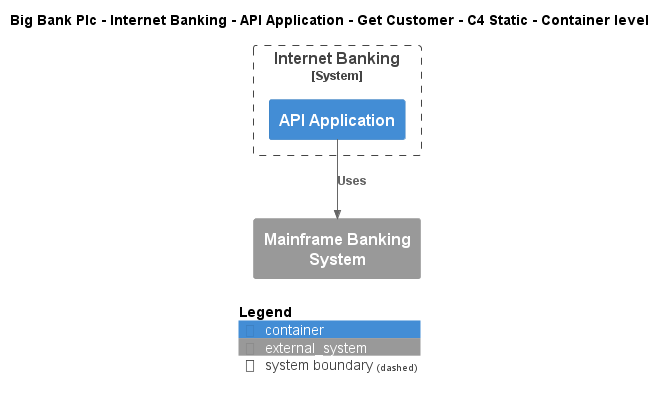 Big Bank Plc - Internet Banking - API Application - Get Customer - C4 Static - Container level
Internet Banking
[System]
API Application
Uses
Mainframe Banking
System
Legend
container
external_system
system boundary (dashed)